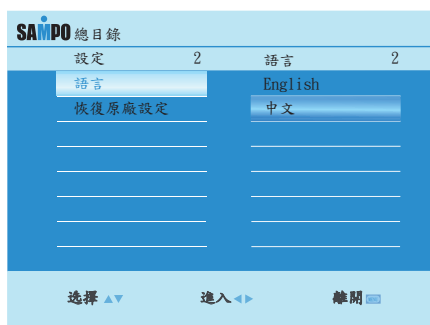 SAMPO 總目錄
設定 2 語言 2
語言 English
恢復原廠設定 中文
选擇 ▲▼ 進入 ◀▶ 離開